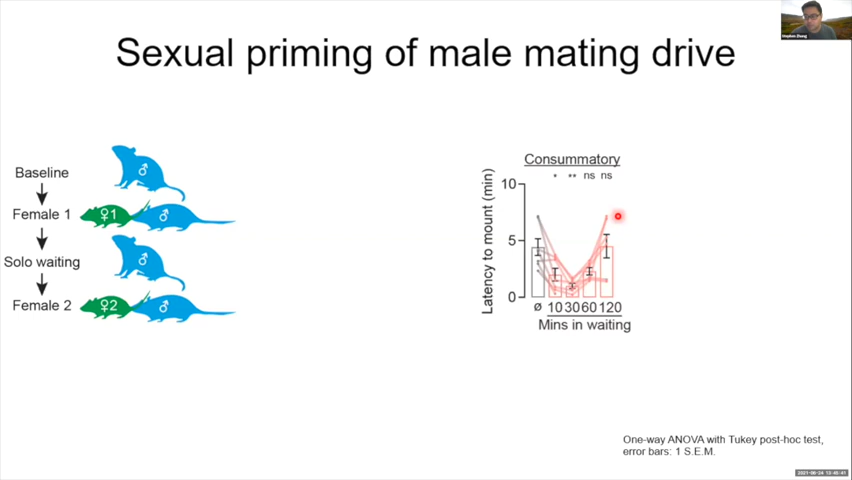 Stephen Zhang
Sexual priming of male mating drive
Baseline
♂
Female 1
♀1
♂
Solo waiting
♂
Female 2
♀2
♂
Consummatory
* ** ns ns
Latency to mount (min)
10
5
0
ø 10 30 60 120
Mins in waiting
One-way ANOVA with Tukey post-hoc test,
error bars: 1 S.E.M.